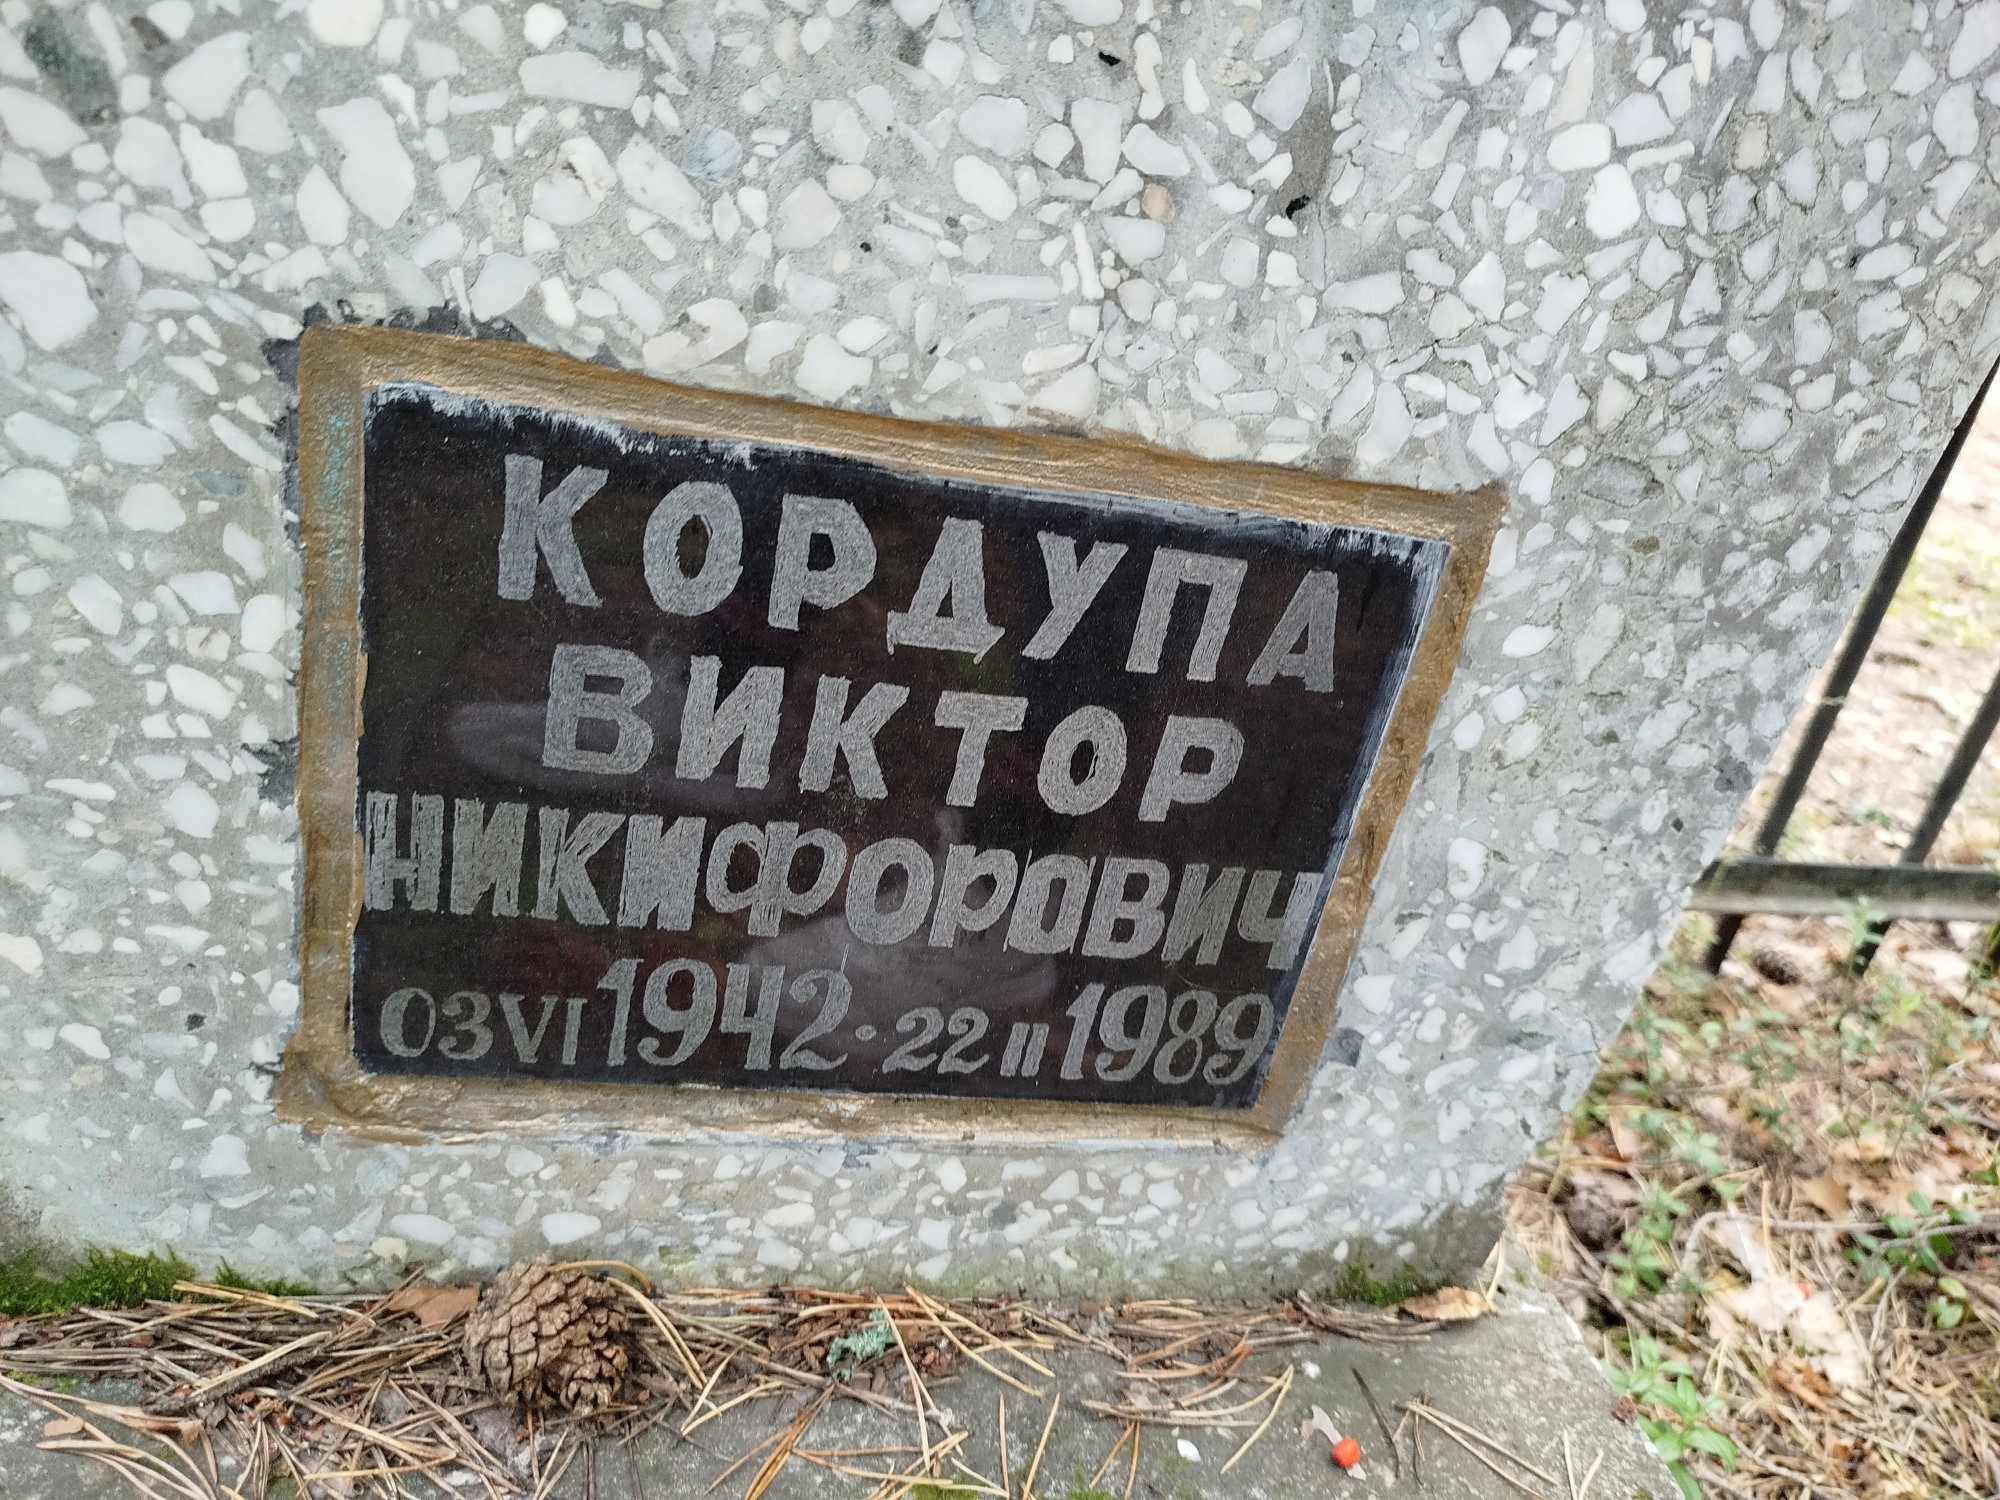 КОРДУПА
ВИКТОР
НИКИФОРОВИЧ
03 VI 1942 · 22 II 1989